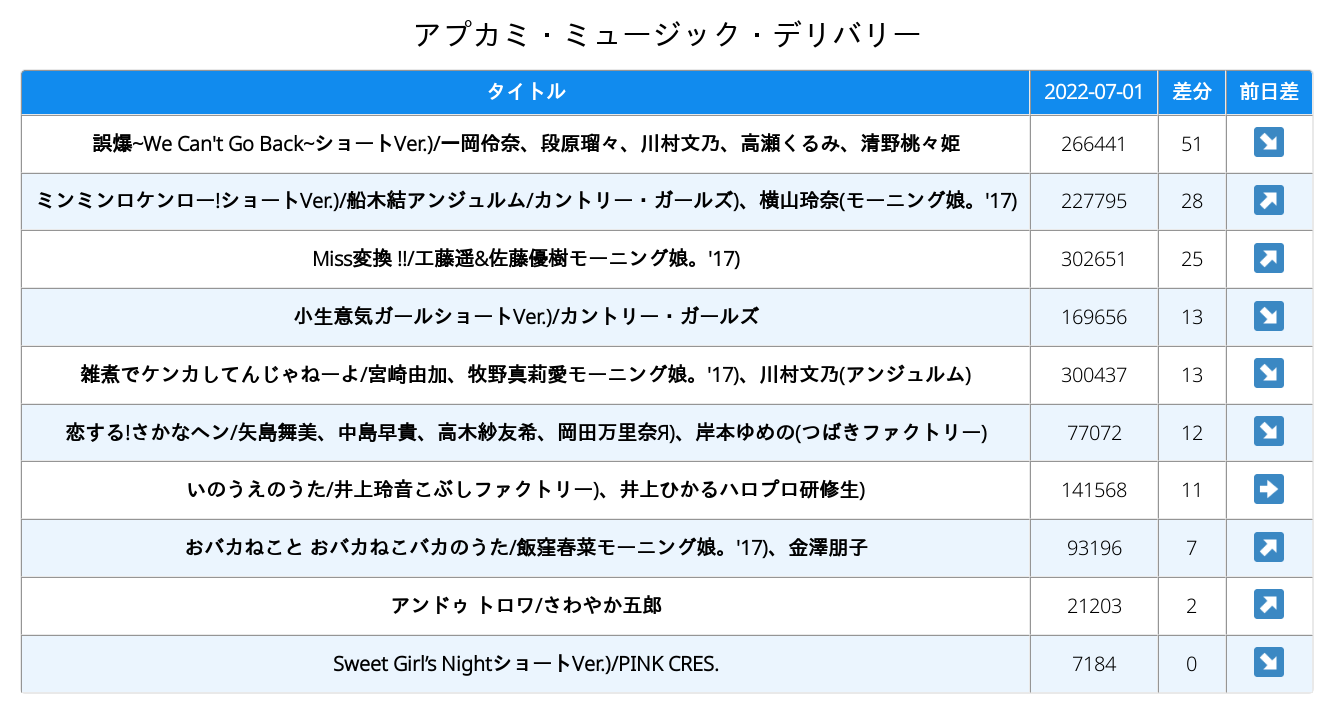 アプカミ・ミュージック・デリバリー
タイトル 2022-07-01 差分 前日差
誤爆~We Can't Go Back~ショートVer.)/一岡伶奈、段原瑠々、川村文乃、高瀬くるみ、清野桃々姫 266441 51
ミンミンロケンロー!ショートVer.)/船木結アンジュルム/カントリー・ガールズ)、横山玲奈(モーニング娘。'17) 227795 28
Miss変換 !!/工藤遥&佐藤優樹モーニング娘。'17) 302651 25
小生意気ガールショートVer.)/カントリー・ガールズ 169656 13
雑煮でケンカしてんじゃねーよ/宮崎由加、牧野真莉愛モーニング娘。'17)、川村文乃(アンジュルム) 300437 13
恋する!さかなヘン/矢島舞美、中島早貴、高木紗友希、岡田万里奈Я)、岸本ゆめの(つばきファクトリー) 77072 12
いのうえのうた/井上玲音こぶしファクトリー)、井上ひかるハロプロ研修生) 141568 11
おバカねこと おバカねこバカのうた/飯窪春菜モーニング娘。'17)、金澤朋子 93196 7
アンドゥ トロワ/さわやか五郎 21203 2
Sweet Girl’s NightショートVer.)/PINK CRES. 7184 0